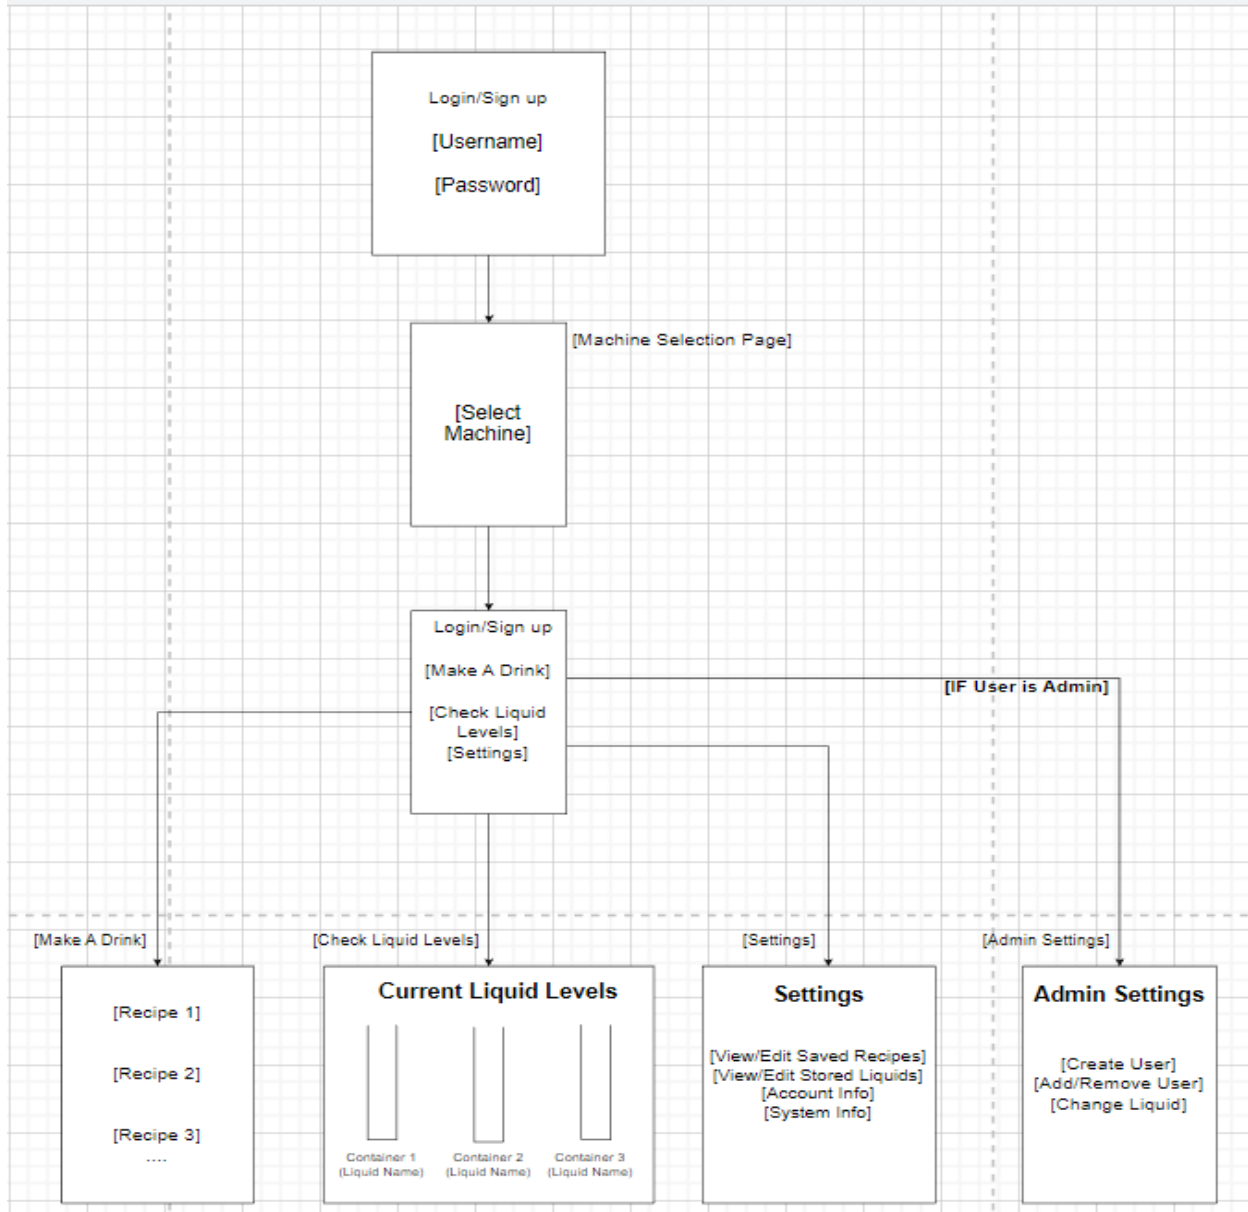 Login/Sign up
[Username]
[Password]
[Machine Selection Page]
[Select
Machine]
Login/Sign up
[Make A Drink]
[Check Liquid
Levels]
[Settings]
[IF User is Admin]
[Make A Drink]
[Check Liquid Levels]
[Settings]
[Admin Settings]
[Recipe 1]
[Recipe 2]
[Recipe 3]
....
Current Liquid Levels
Container 1
(Liquid Name)
Container 2
(Liquid Name)
Container 3
(Liquid Name)
Settings
[View/Edit Saved Recipes]
[View/Edit Stored Liquids]
[Account Info]
[System Info]
Admin Settings
[Create User]
[Add/Remove User]
[Change Liquid]